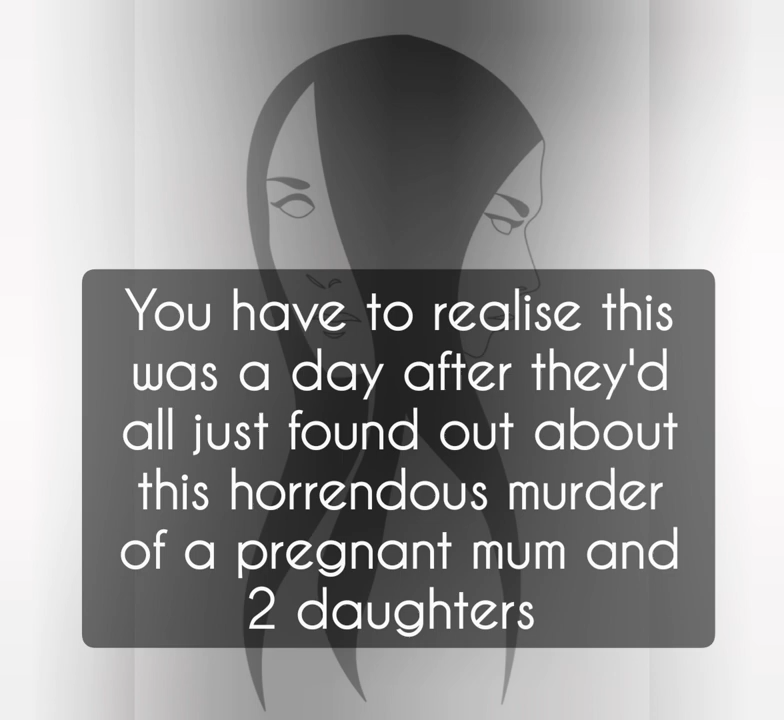 You have to realise this
was a day after they'd
all just found out about
this horrendous murder
of a pregnant mum and
2 daughters